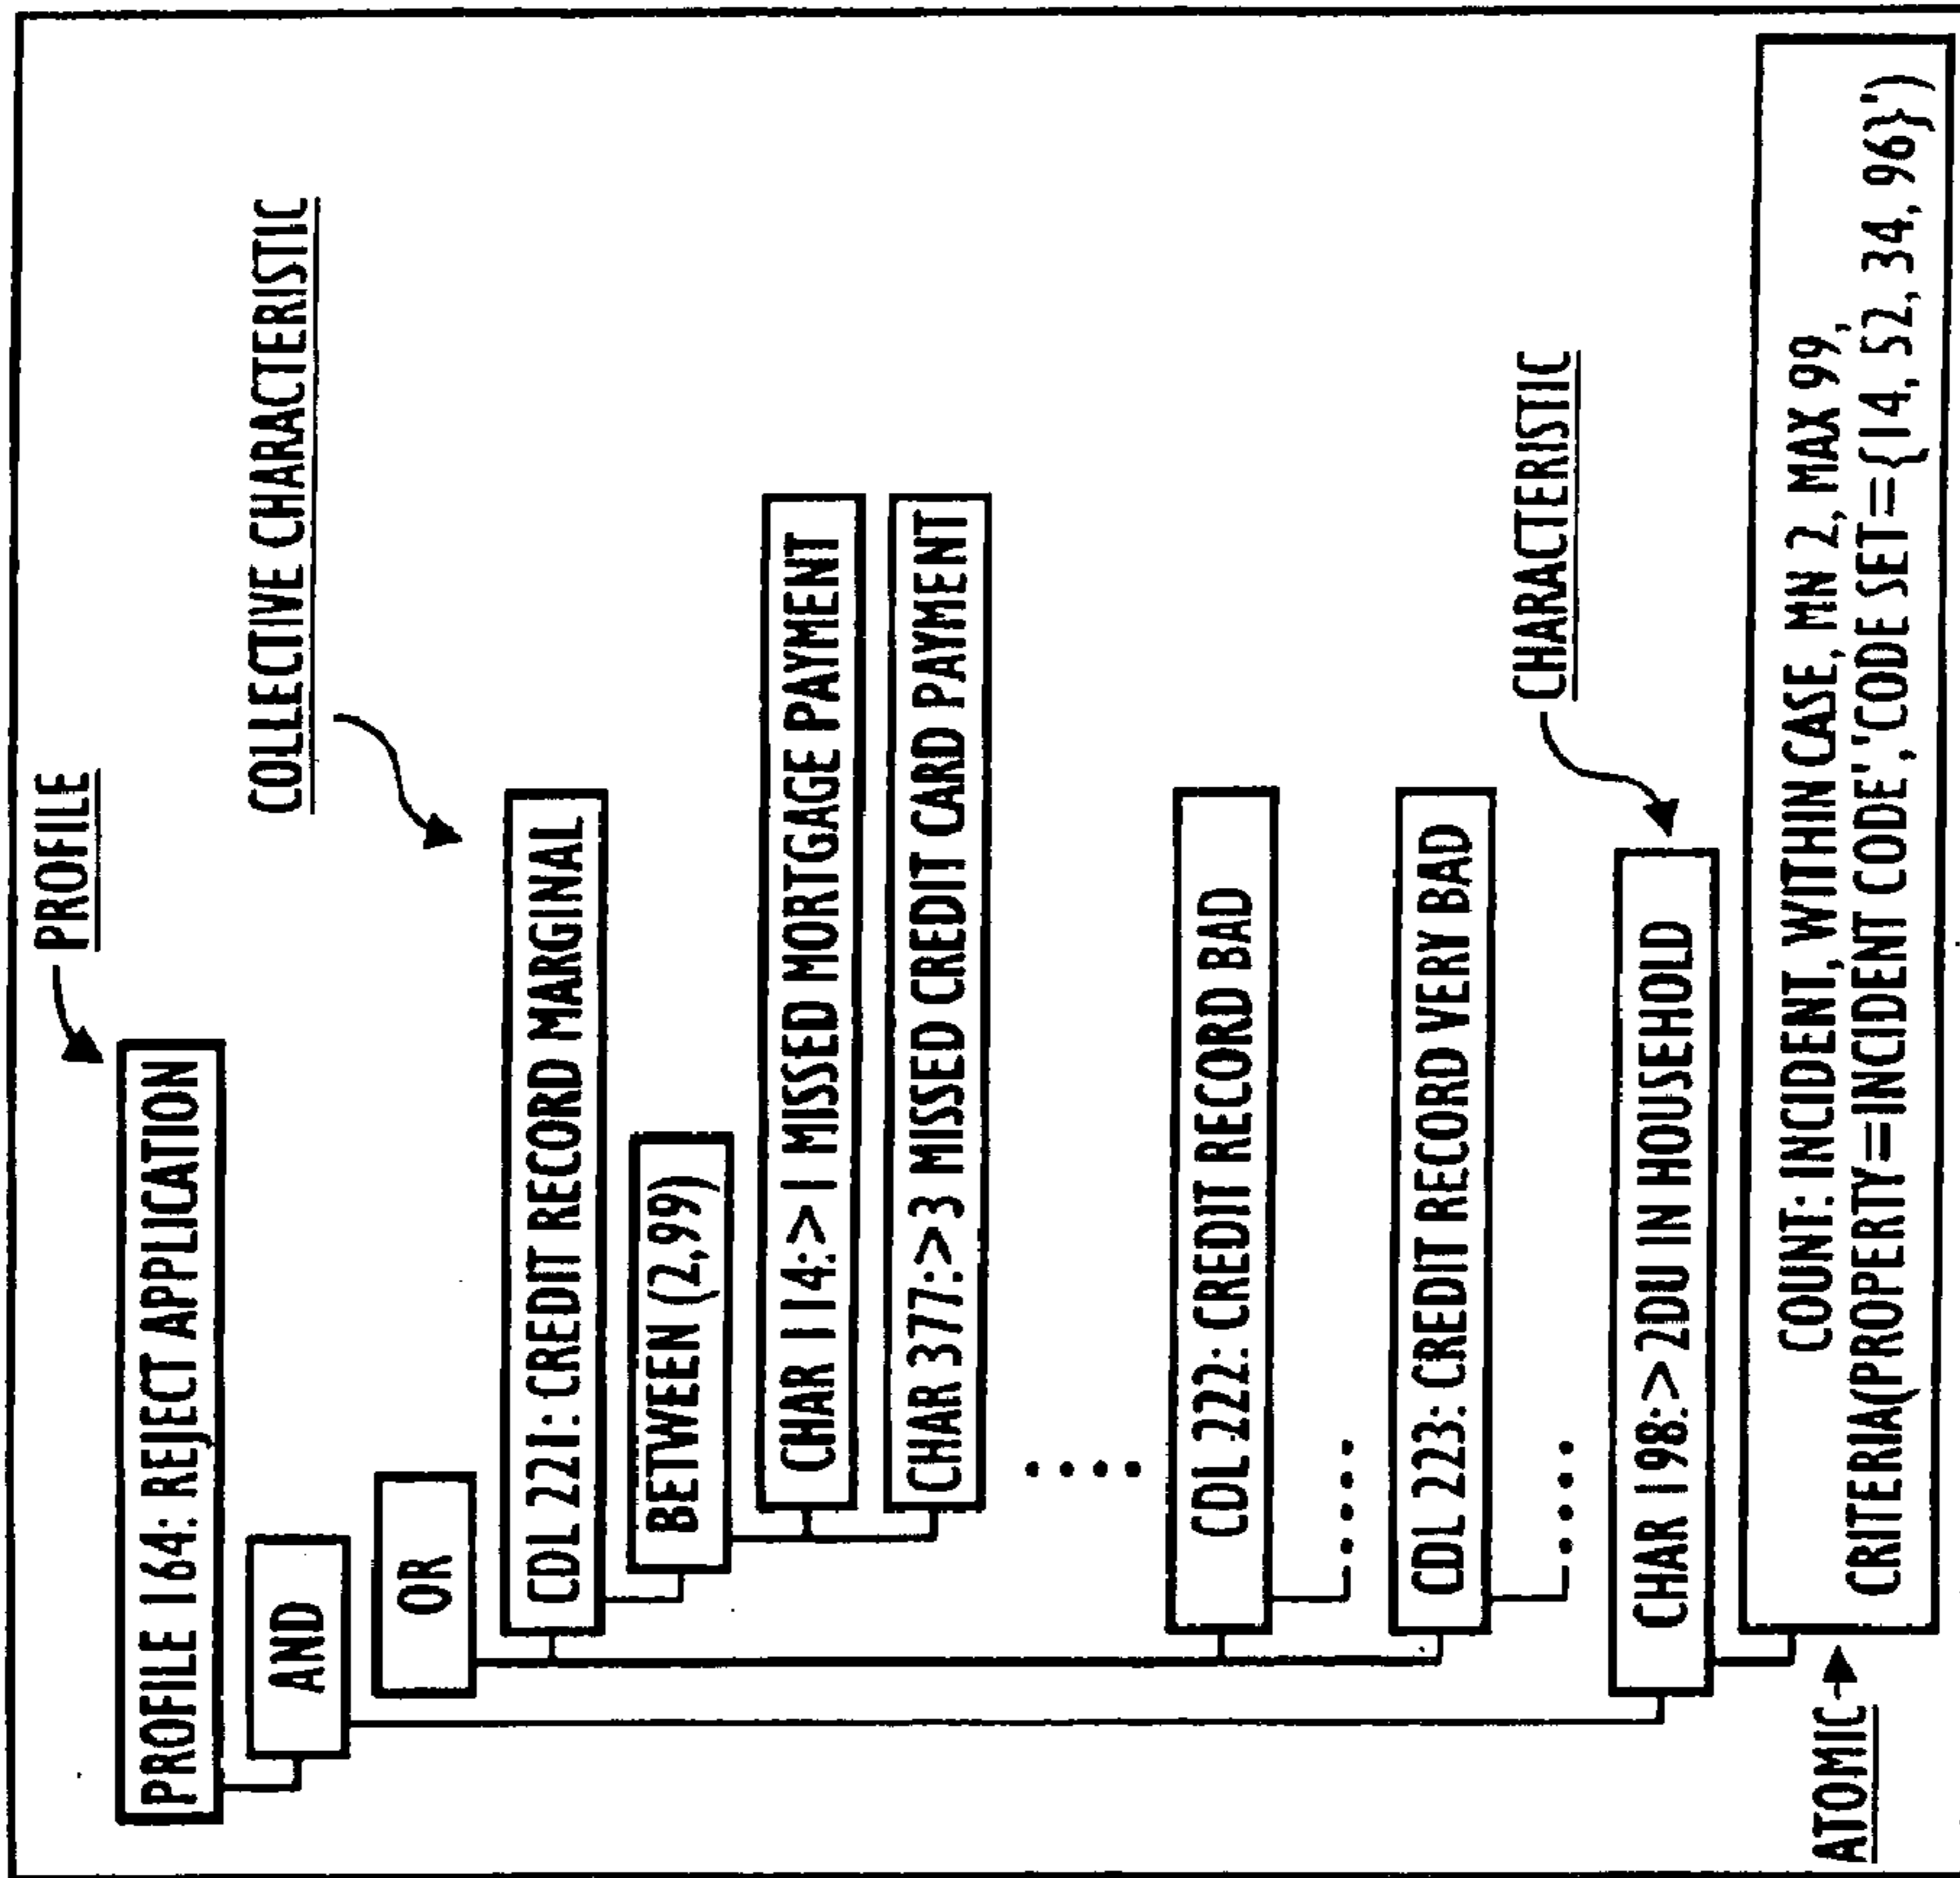 PROFILE
PROFILE 164: REJECT APPLICATION
AND
COLLECTIVE CHARACTERISTIC
OR
CDL 221: CREDIT RECORD MARGINAL
BETWEEN (2,99)
CHAR 114:>1 MISSED MORTGAGE PAYMENT
CHAR 377:>3 MISSED CREDIT CARD PAYMENT
CDL 222: CREDIT RECORD BAD
CDL 223: CREDIT RECORD VERY BAD
CHARACTERISTIC
CHAR 198:>2DU IN HOUSEHOLD
ATOMIC
COUNT: INCIDENT, WITHIN CASE, MN 2, MAX 99,
CRITERIA(PROPERTY=INCIDENT CODE','CODE SET={14, 52, 34, 96}')